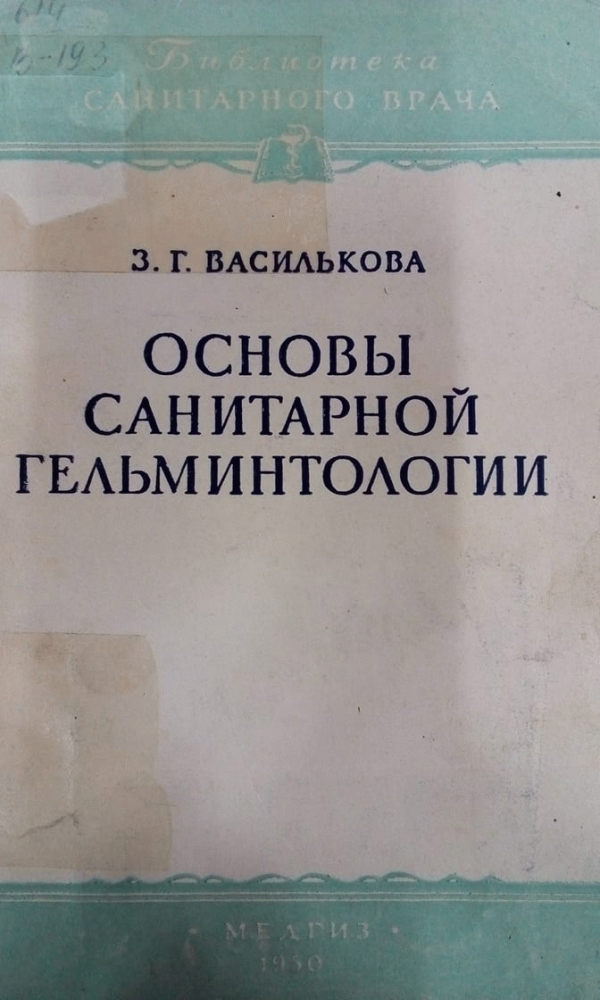 614
В-193
Библиотека
САНИТАРНОГО ВРАЧА
З. Г. ВАСИЛЬКОВА
ОСНОВЫ
САНИТАРНОЙ
ГЕЛЬМИНТОЛОГИИ
• МЕДГИЗ •
1950